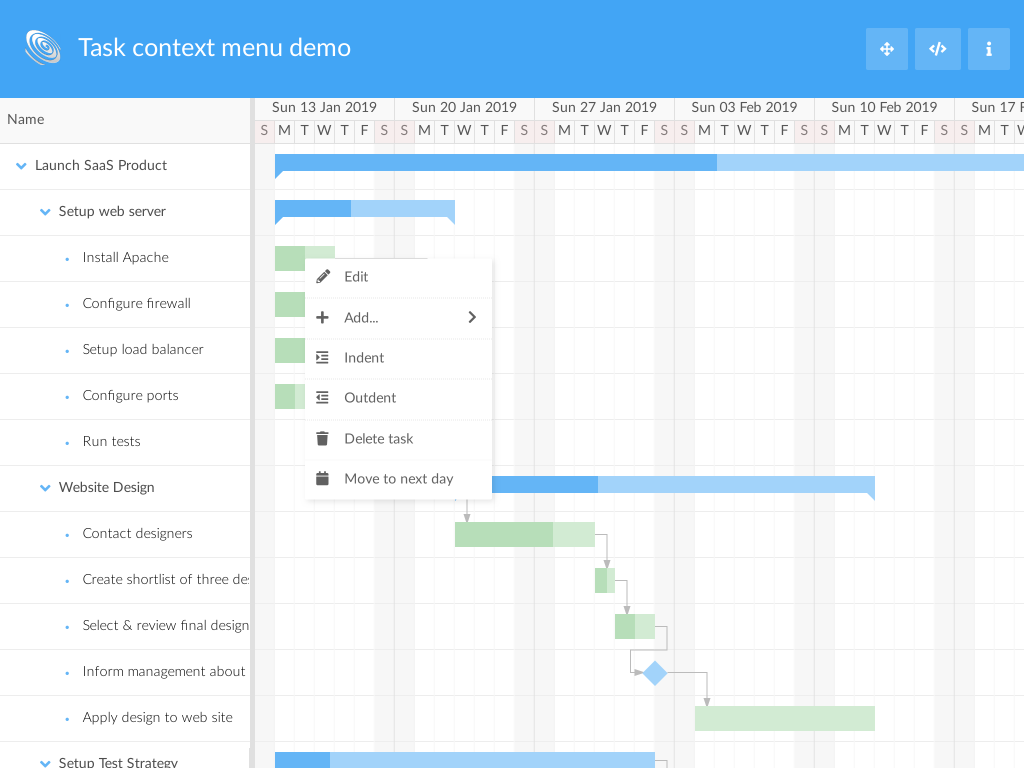 Task context menu demo
Name
Sun 13 Jan 2019 Sun 20 Jan 2019 Sun 27 Jan 2019 Sun 03 Feb 2019 Sun 10 Feb 2019 Sun 17 F
S M T W T F S S M T W T F S S M T W T F S S M T W T F S S M T W T F S S M T W
Launch SaaS Product
Setup web server
Install Apache
Configure firewall
Setup load balancer
Configure ports
Run tests
Website Design
Contact designers
Create shortlist of three des
Select & review final design
Inform management about
Apply design to web site
Setup Test Strategy
Edit
Add...
Indent
Outdent
Delete task
Move to next day